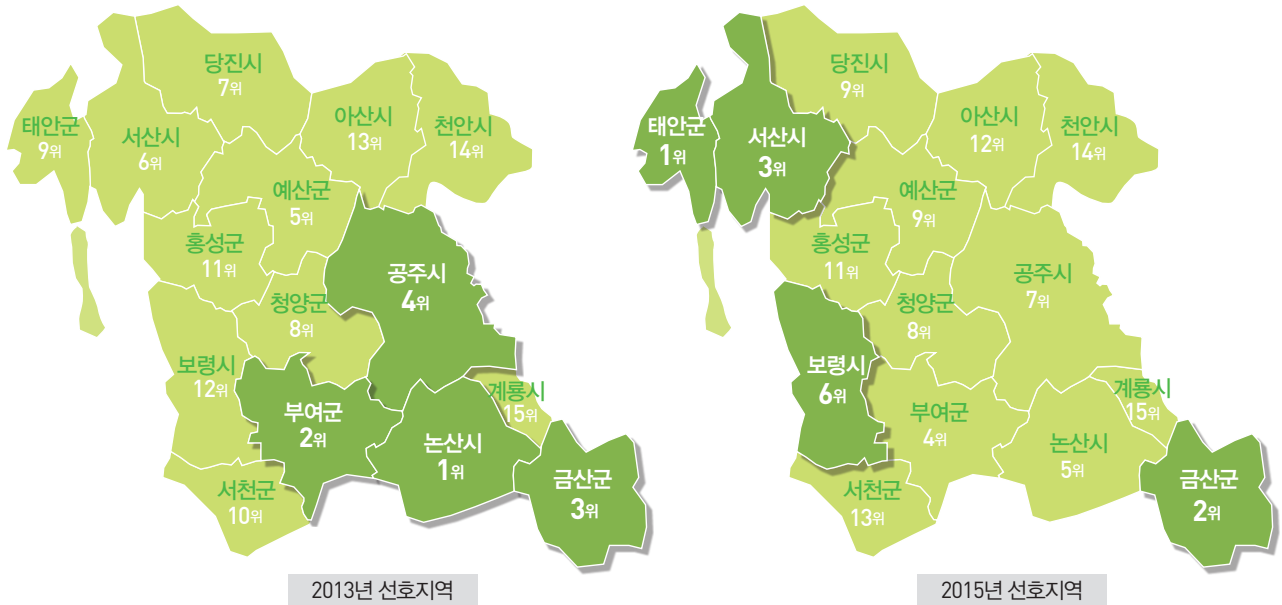 당진시
7위
아산시
13위
천안시
14위
태안군
9위
서산시
6위
예산군
5위
홍성군
11위
공주시
4위
청양군
8위
보령시
12위
부여군
2위
계룡시
15위
논산시
1위
서천군
10위
금산군
3위
2013년 선호지역
당진시
9위
아산시
12위
천안시
14위
태안군
1위
서산시
3위
예산군
9위
홍성군
11위
공주시
7위
청양군
8위
보령시
6위
부여군
4위
계룡시
15위
논산시
5위
서천군
13위
금산군
2위
2015년 선호지역